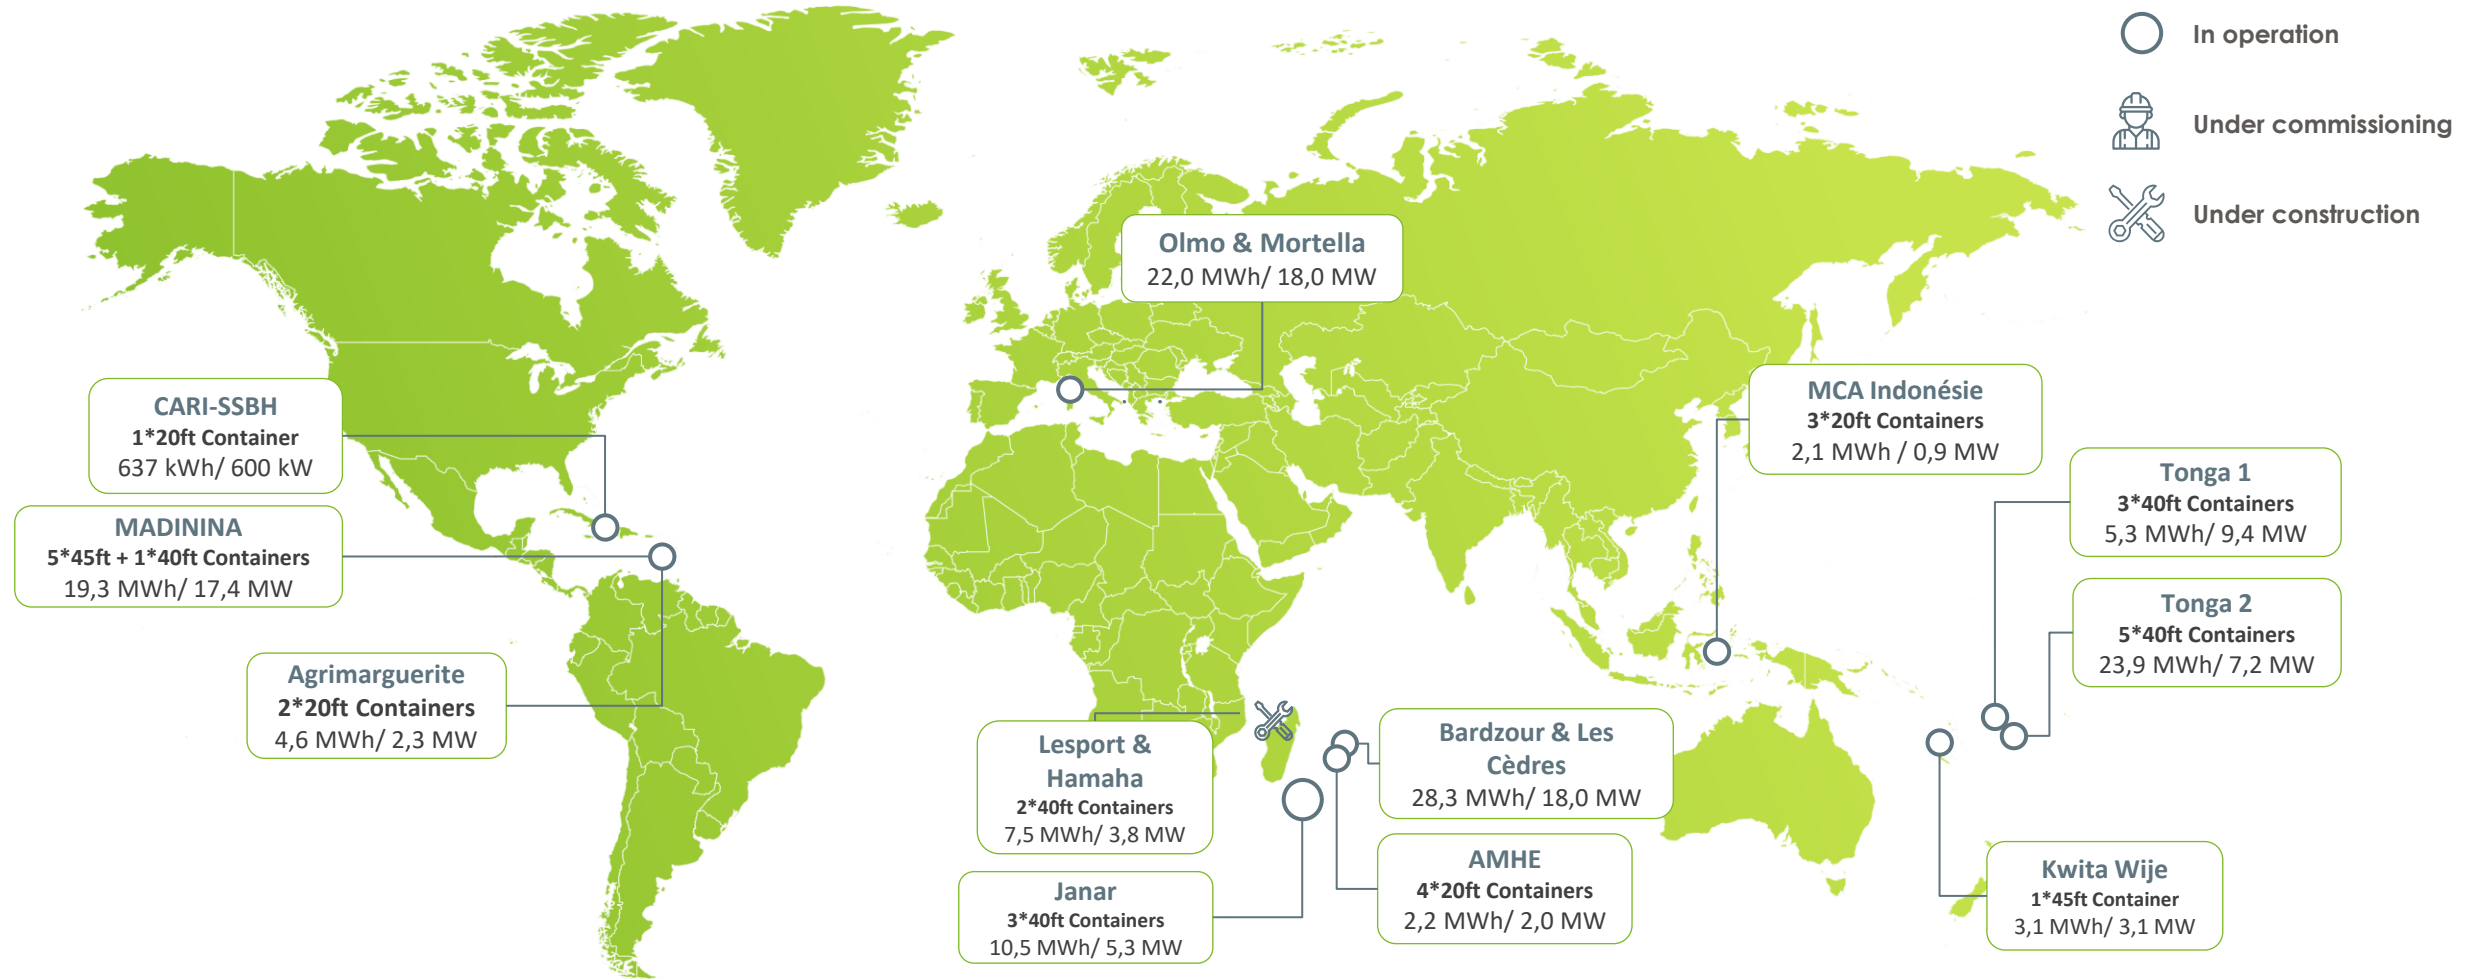 In operation
Under commissioning
Under construction
Olmo & Mortella
22,0 MWh/ 18,0 MW
CARI-SSBH
1*20ft Container
637 kWh/ 600 kW
MADININA
5*45ft + 1*40ft Containers
19,3 MWh/ 17,4 MW
Agrimarguerite
2*20ft Containers
4,6 MWh/ 2,3 MW
MCA Indonésie
3*20ft Containers
2,1 MWh / 0,9 MW
Tonga 1
3*40ft Containers
5,3 MWh/ 9,4 MW
Tonga 2
5*40ft Containers
23,9 MWh/ 7,2 MW
Lesport &
Hamaha
2*40ft Containers
7,5 MWh/ 3,8 MW
Bardzour & Les
Cèdres
28,3 MWh/ 18,0 MW
Janar
3*40ft Containers
10,5 MWh/ 5,3 MW
AMHE
4*20ft Containers
2,2 MWh/ 2,0 MW
Kwita Wije
1*45ft Container
3,1 MWh/ 3,1 MW